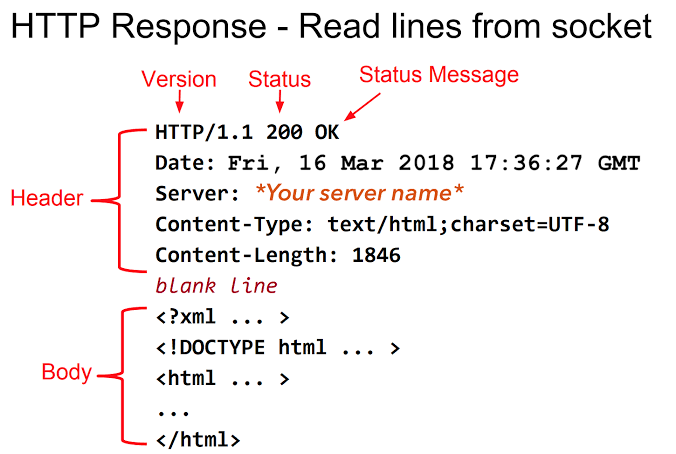 HTTP Response - Read lines from socket
Version Status Status Message
HTTP/1.1 200 OK
Date: Fri, 16 Mar 2018 17:36:27 GMT
Server: *Your server name*
Header
Content-Type: text/html;charset=UTF-8
Content-Length: 1846
blank line
<?xml ... >
<!DOCTYPE html ... >
Body
<html ... >
...
</html>